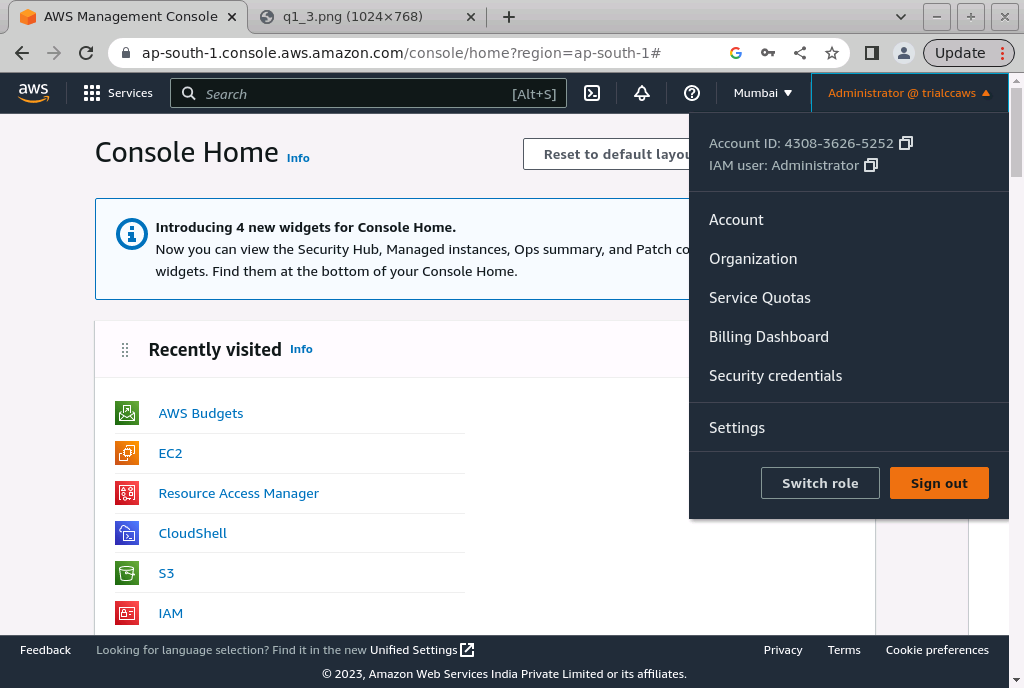 AWS Management Console
q1_3.png (1024×768)
ap-south-1.console.aws.amazon.com/console/home?region=ap-south-1#
Update
aws
Services
Search
[Alt+S]
Mumbai
Administrator @ trialccaws
Console Home
Info
Reset to default layou
Account ID: 4308-3626-5252
IAM user: Administrator
Account
Organization
Service Quotas
Billing Dashboard
Security credentials
Settings
Switch role
Sign out
Introducing 4 new widgets for Console Home.
Now you can view the Security Hub, Managed instances, Ops summary, and Patch co
widgets. Find them at the bottom of your Console Home.
Recently visited
Info
AWS Budgets
EC2
Resource Access Manager
CloudShell
S3
IAM
Feedback
Looking for language selection? Find it in the new Unified Settings
Privacy
Terms
Cookie preferences
© 2023, Amazon Web Services India Private Limited or its affiliates.